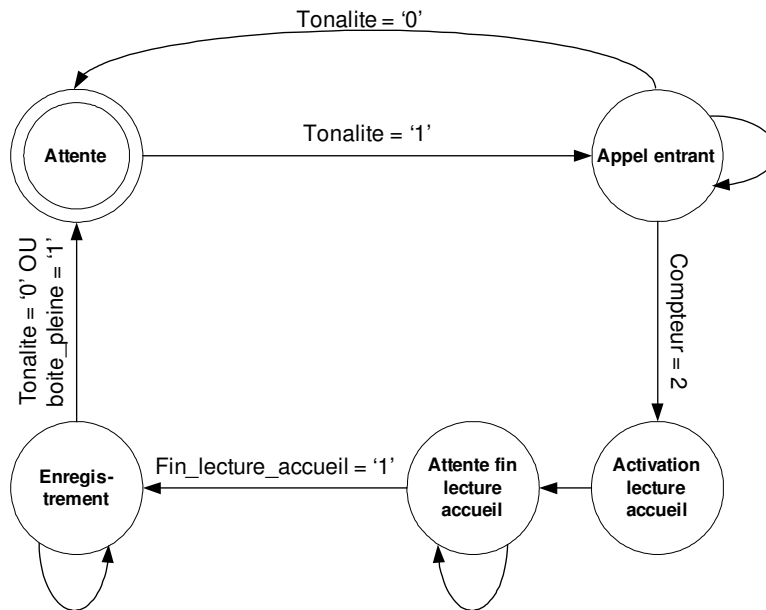 Tonalite = ‘0’
Attente
Tonalite = ‘1’
Appel entrant
Tonalite = ‘0’ OU
boite_pleine = ‘1’
Compteur = 2
Enregis-
trement
Fin_lecture_accueil = ‘1’
Attente fin
lecture
accueil
Activation
lecture
accueil